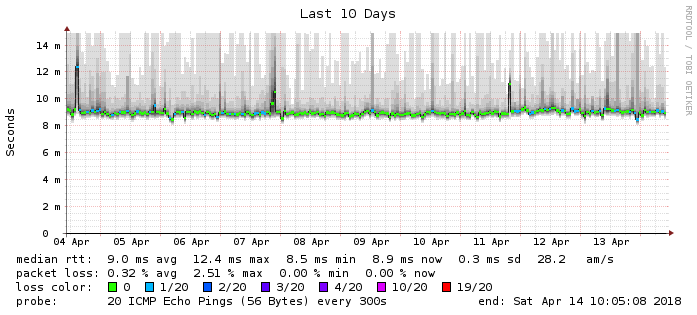 Last 10 Days
RRDTOOL / TOBI OETIKER
Seconds
14 m
12 m
10 m
8 m
6 m
4 m
2 m
0
04 Apr 05 Apr 06 Apr 07 Apr 08 Apr 09 Apr 10 Apr 11 Apr 12 Apr 13 Apr
median rtt: 9.0 ms avg 12.4 ms max 8.5 ms min 8.9 ms now 0.3 ms sd 28.2 am/s
packet loss: 0.32 % avg 2.51 % max 0.00 % min 0.00 % now
loss color: 0 1/20 2/20 3/20 4/20 10/20 19/20
probe: 20 ICMP Echo Pings (56 Bytes) every 300s end: Sat Apr 14 10:05:08 2018